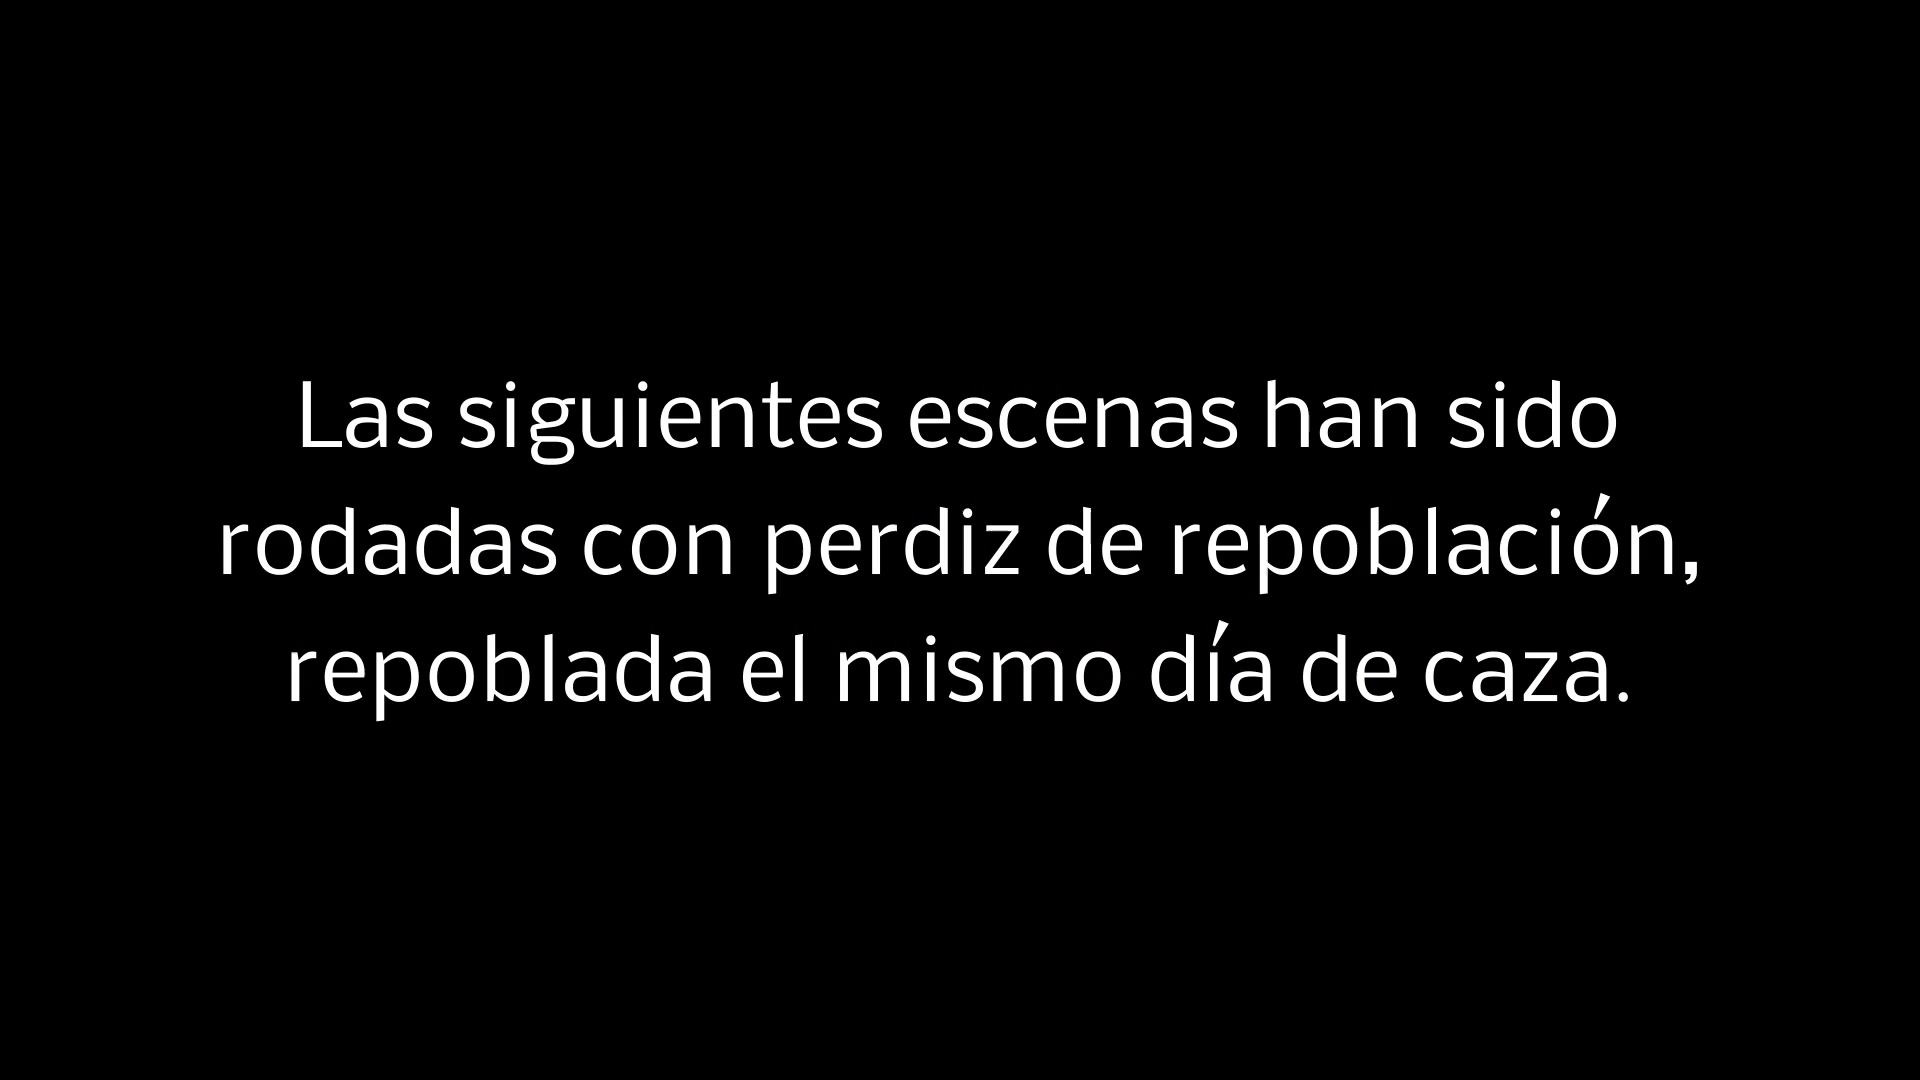 Las siguientes escenas han sido
rodadas con perdiz de repoblación,
repoblada el mismo día de caza.